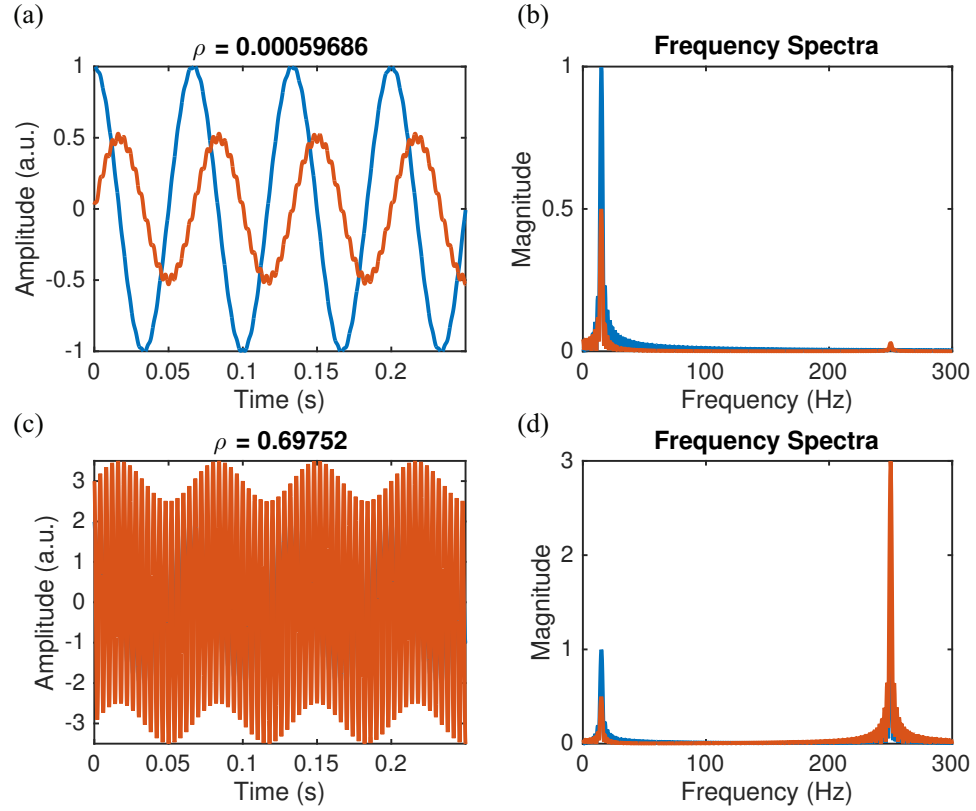 (a)
ρ = 0.00059686
1
0.5
0
-0.5
-1
Amplitude (a.u.)
0 0.05 0.1 0.15 0.2
Time (s)
(b)
Frequency Spectra
1
0.5
0
Magnitude
0 100 200 300
Frequency (Hz)
(c)
ρ = 0.69752
3
2
1
0
-1
-2
-3
Amplitude (a.u.)
0 0.05 0.1 0.15 0.2
Time (s)
(d)
Frequency Spectra
3
2
1
0
Magnitude
0 100 200 300
Frequency (Hz)